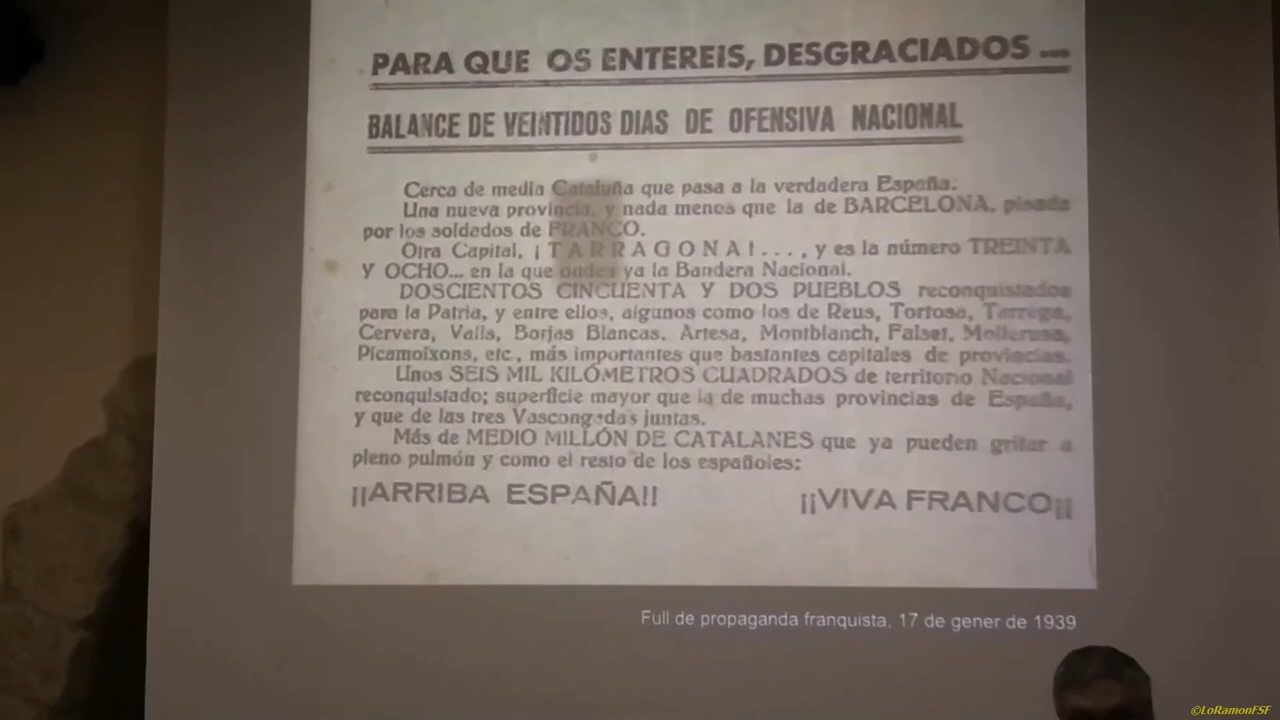 PARA QUE OS ENTEREIS, DESGRACIADOS ...
BALANCE DE VEINTIDOS DIAS DE OFENSIVA NACIONAL
Cerca de media Cataluña que pasa a la verdadera España.
Una nueva provincia, y nada menos que la de BARCELONA, pisada
por los soldados de FRANCO.
Otra Capital, ¡TARRAGONA!...., y es la número TREINTA
Y OCHO... en la que ondea ya la Bandera Nacional.
DOSCIENTOS CINCUENTA Y DOS PUEBLOS reconquistados
para la Patria, y entre ellos, algunos como los de Reus, Tortosa, Tarrega,
Cervera, Valls, Borjas Blancas, Artesa, Montblanch, Falset, Mollerusa,
Picamoixons, etc., más importantes que bastantes capitales de provincias.
Unos SEIS MIL KILÓMETROS CUADRADOS de territorio Nacional
reconquistado; superficie mayor que la de muchas provincias de España,
y que de las tres Vascongadas juntas.
Más de MEDIO MILLÓN DE CATALANES que ya pueden gritar a
pleno pulmón y como el resto de los españoles:
¡¡ARRIBA ESPAÑA!! ¡¡VIVA FRANCO¡¡
Full de propaganda franquista. 17 de gener de 1939
©LoRamonFSF